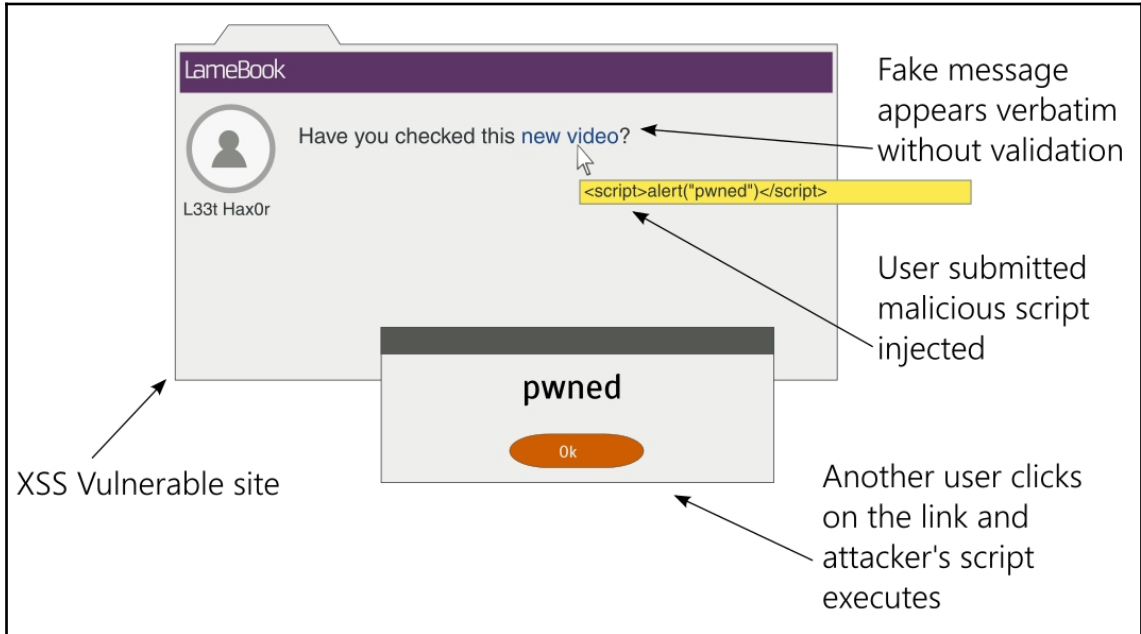 LameBook
Have you checked this new video?
<script>alert("pwned")</script>
L33t Hax0r
Fake message
appears verbatim
without validation
User submitted
malicious script
injected
pwned
Ok
XSS Vulnerable site
Another user clicks
on the link and
attacker's script
executes